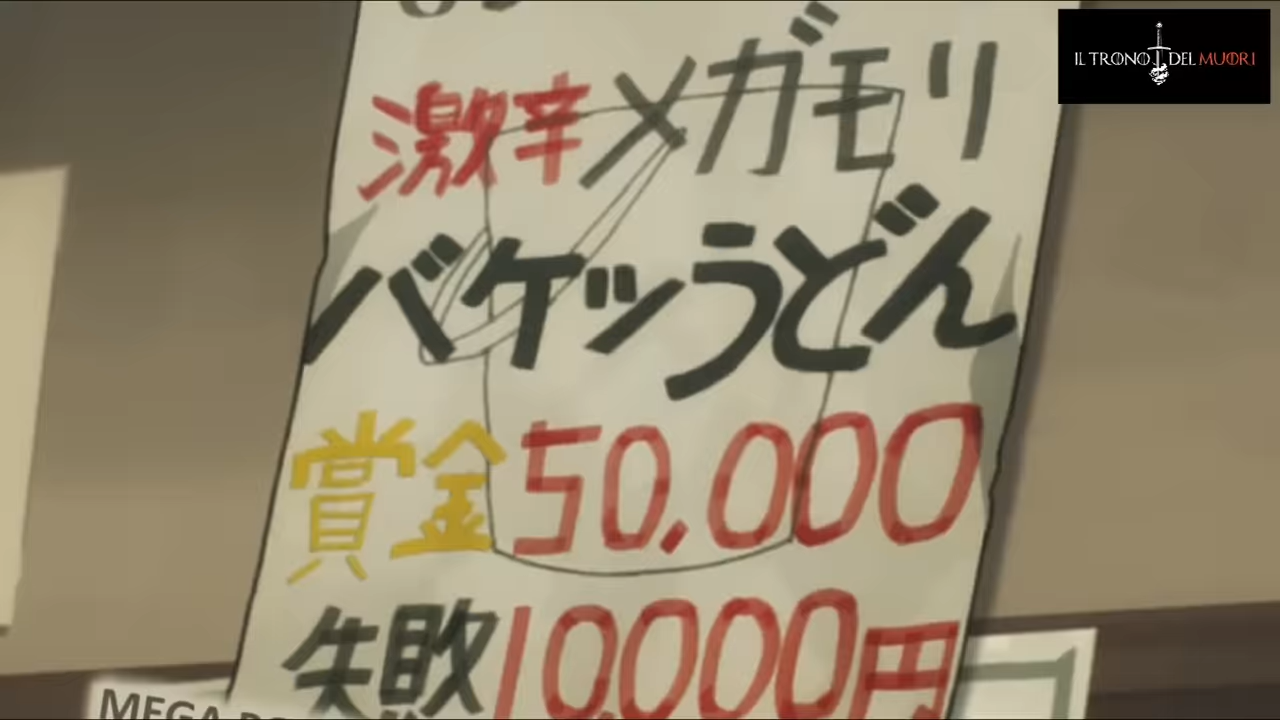 IL TRONO DEL MUORI
激辛メガモリ
バケツうどん
賞金50,000
失敗10,000円
MEGA